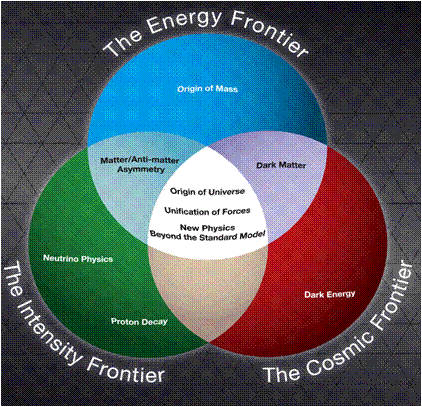 The Energy Frontier
Origin of Mass
Matter/Anti-matter
Asymmetry
Dark Matter
Origin of Universe
Unification of Forces
New Physics
Beyond the Standard Model
Neutrino Physics
Dark Energy
Proton Decay
The Intensity Frontier
The Cosmic Frontier